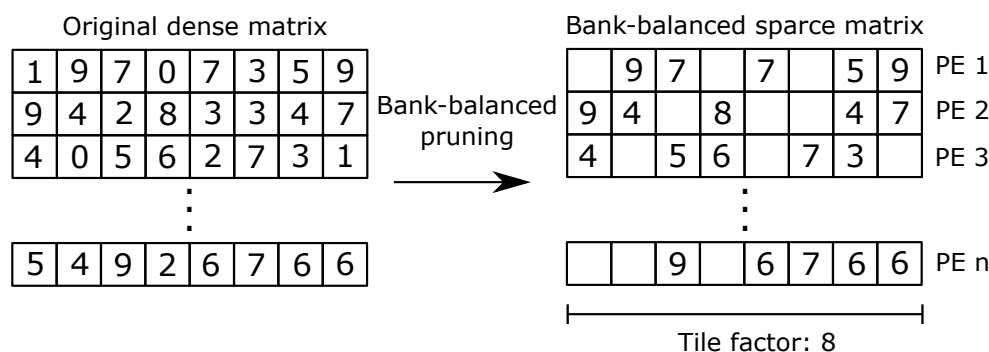 Original dense matrix
1 9 7 0 7 3 5 9
9 4 2 8 3 3 4 7
4 0 5 6 2 7 3 1
5 4 9 2 6 7 6 6
Bank-balanced
pruning
Bank-balanced sparce matrix
9 7 7 5 9 PE 1
9 4 8 4 7 PE 2
4 5 6 7 3 PE 3
9 6 7 6 6 PE n
Tile factor: 8